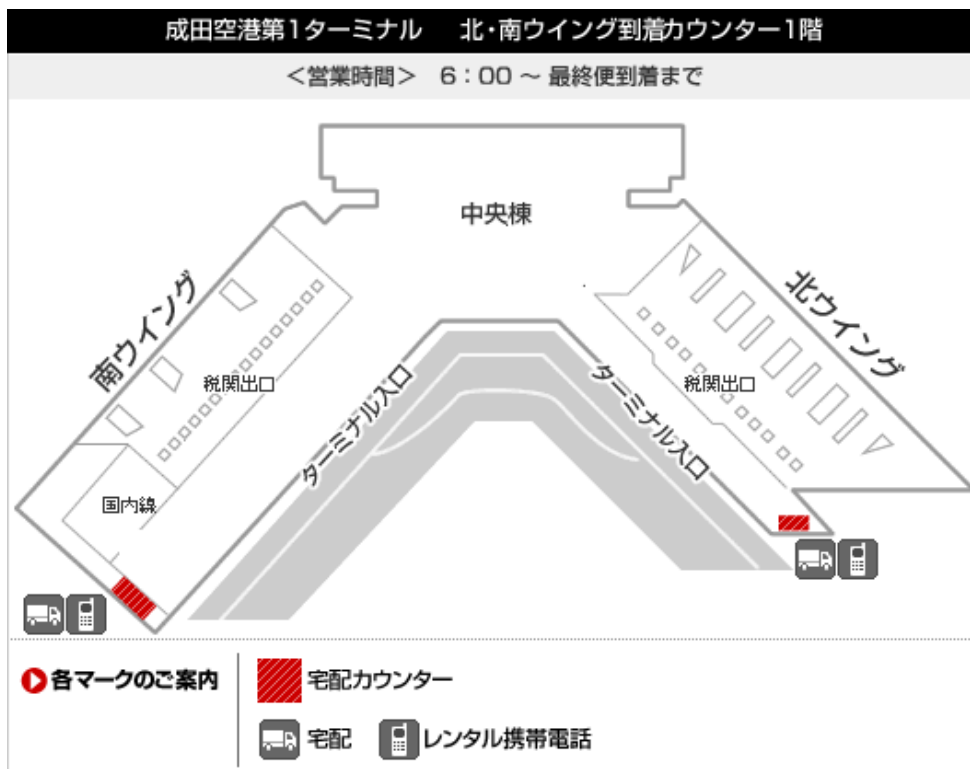 成田空港第1ターミナル 北・南ウイング到着カウンター1階
＜営業時間＞ 6：00 ～ 最終便到着まで
中央棟
南ウイング
北ウイング
税関出口
税関出口
ターミナル入口
ターミナル入口
国内線
各マークのご案内
宅配カウンター
宅配
レンタル携帯電話